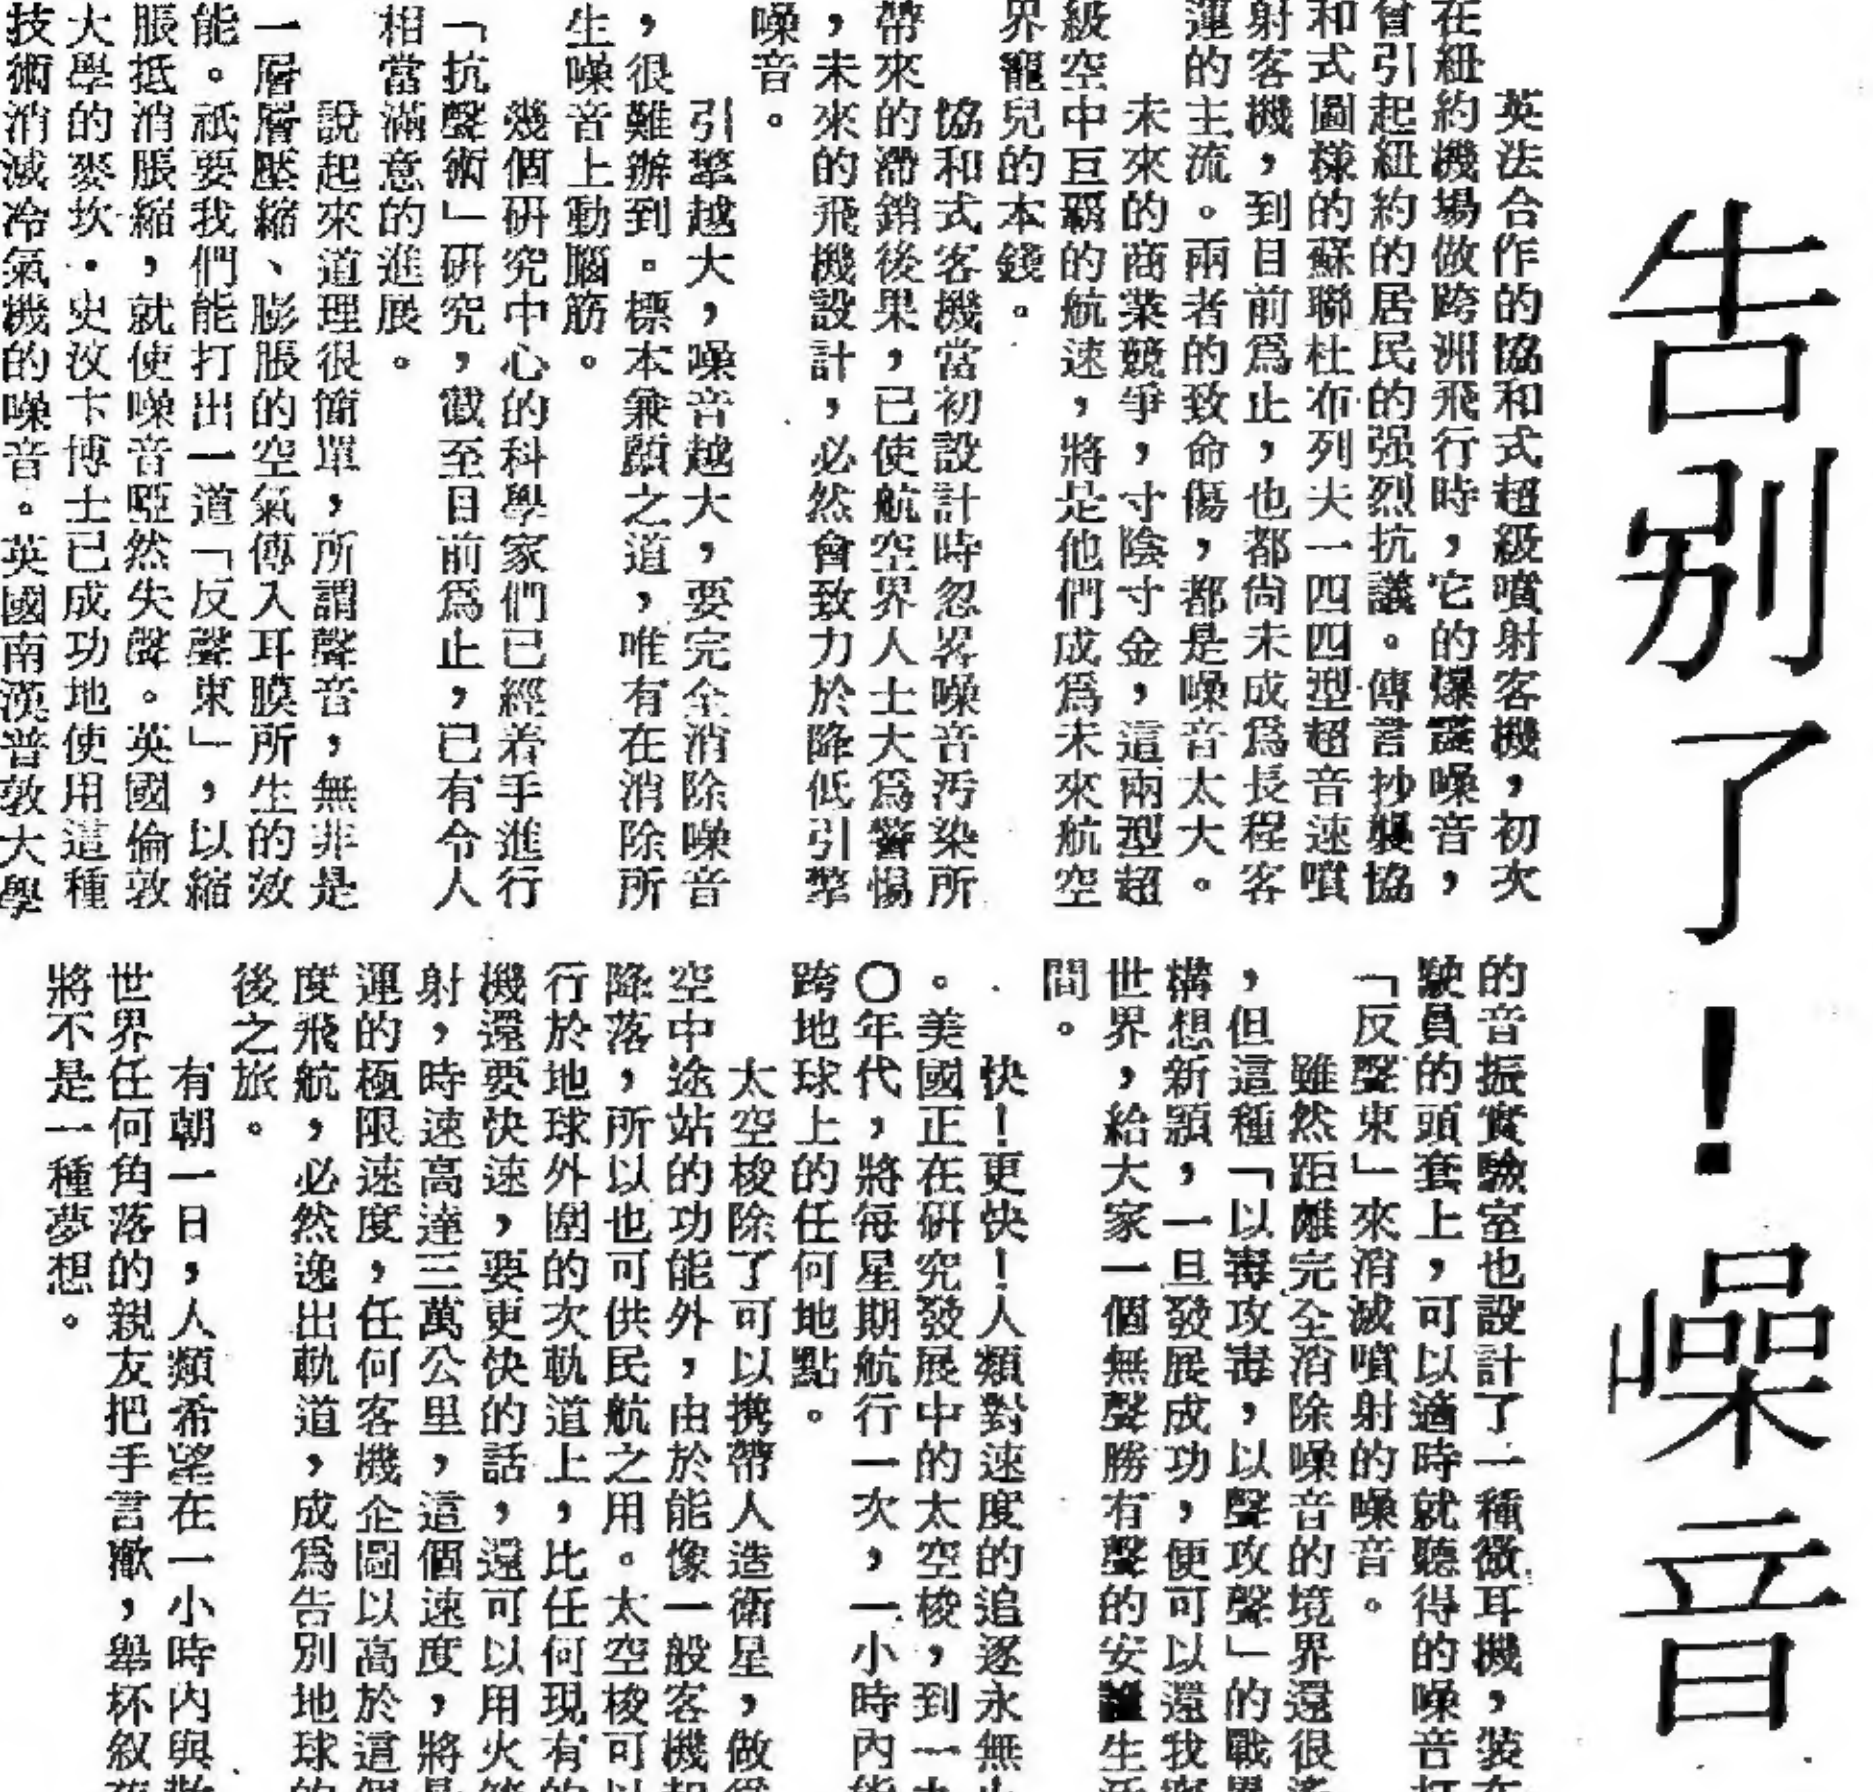 告別了！噪音
英法合作的協和式超級噴射客機，初次
在紐約機場做跨洲飛行時，它的爆震噪音，
曾引起紐約的居民的强烈抗議。傳言抄襲協
和式圖樣的蘇聯杜布列夫一四四型超音速噴
射客機，到目前爲止，也都尙未成爲長程客
運的主流。兩者的致命傷，都是噪音太大。
未來的商業競爭，寸陰寸金，這兩型超
級空中巨霸的航速，將是他們成爲未來航空
界寵兒的本錢。
協和式客機當初設計時忽畧噪音汚染所
帶來的滯銷後果，已使航空界人士大爲警惕
，未來的飛機設計，必然會致力於降低引擎
噪音。
引擎越大，噪音越大，要完全消除噪音
，很難辦到。標本兼顧之道，唯有在消除所
生噪音上動腦筋。
幾個研究中心的科學家們已經着手進行
「抗聲術」研究，截至目前爲止，已有令人
相當滿意的進展。
說起來道理很簡單，所謂聲音，無非是
一層層壓縮、膨脹的空氣傳入耳膜所生的效
能。祇要我們能打出一道「反聲束」，以縮
脹抵消脹縮，就使噪音啞然失聲。英國倫敦
大學的麥坎・史汶卡博士已成功地使用這種
技術消滅冷氣機的噪音。英國南漢普敦大學
的音振實驗室也設計了一種微耳機，裝在
駛員的頭套上，可以適時就聽得的噪音打
「反聲束」來消滅噴射的噪音。
雖然距離完全消除噪音的境界還很遙
，但這種「以毒攻毒，以聲攻聲」的戰畧
構想新穎，一旦發展成功，便可以還我
世界，給大家一個無聲勝有聲的安謐生活
間。
快！更快！人類對速度的追逐永無止
。美國正在研究發展中的太空梭，到一九
〇年代，將每星期航行一次，一小時內能
跨地球上的任何地點。
太空梭除了可以携帶人造衛星，做爲
空中途站的功能外，由於能像一般客機起
降落，所以也可供民航之用。太空梭可以
行於地球外圍的次軌道上，比任何現有的
機還要快速，要更快的話，還可以用火箭
射，時速高達三萬公里，這個速度，將是
運的極限速度，任何客機企圖以高於這個
度飛航，必然逸出軌道，成爲告別地球的
後之旅。
有朝一日，人類希望在一小時內與散
世界任何角落的親友把手言歡，舉杯叙
將不是一種夢想。